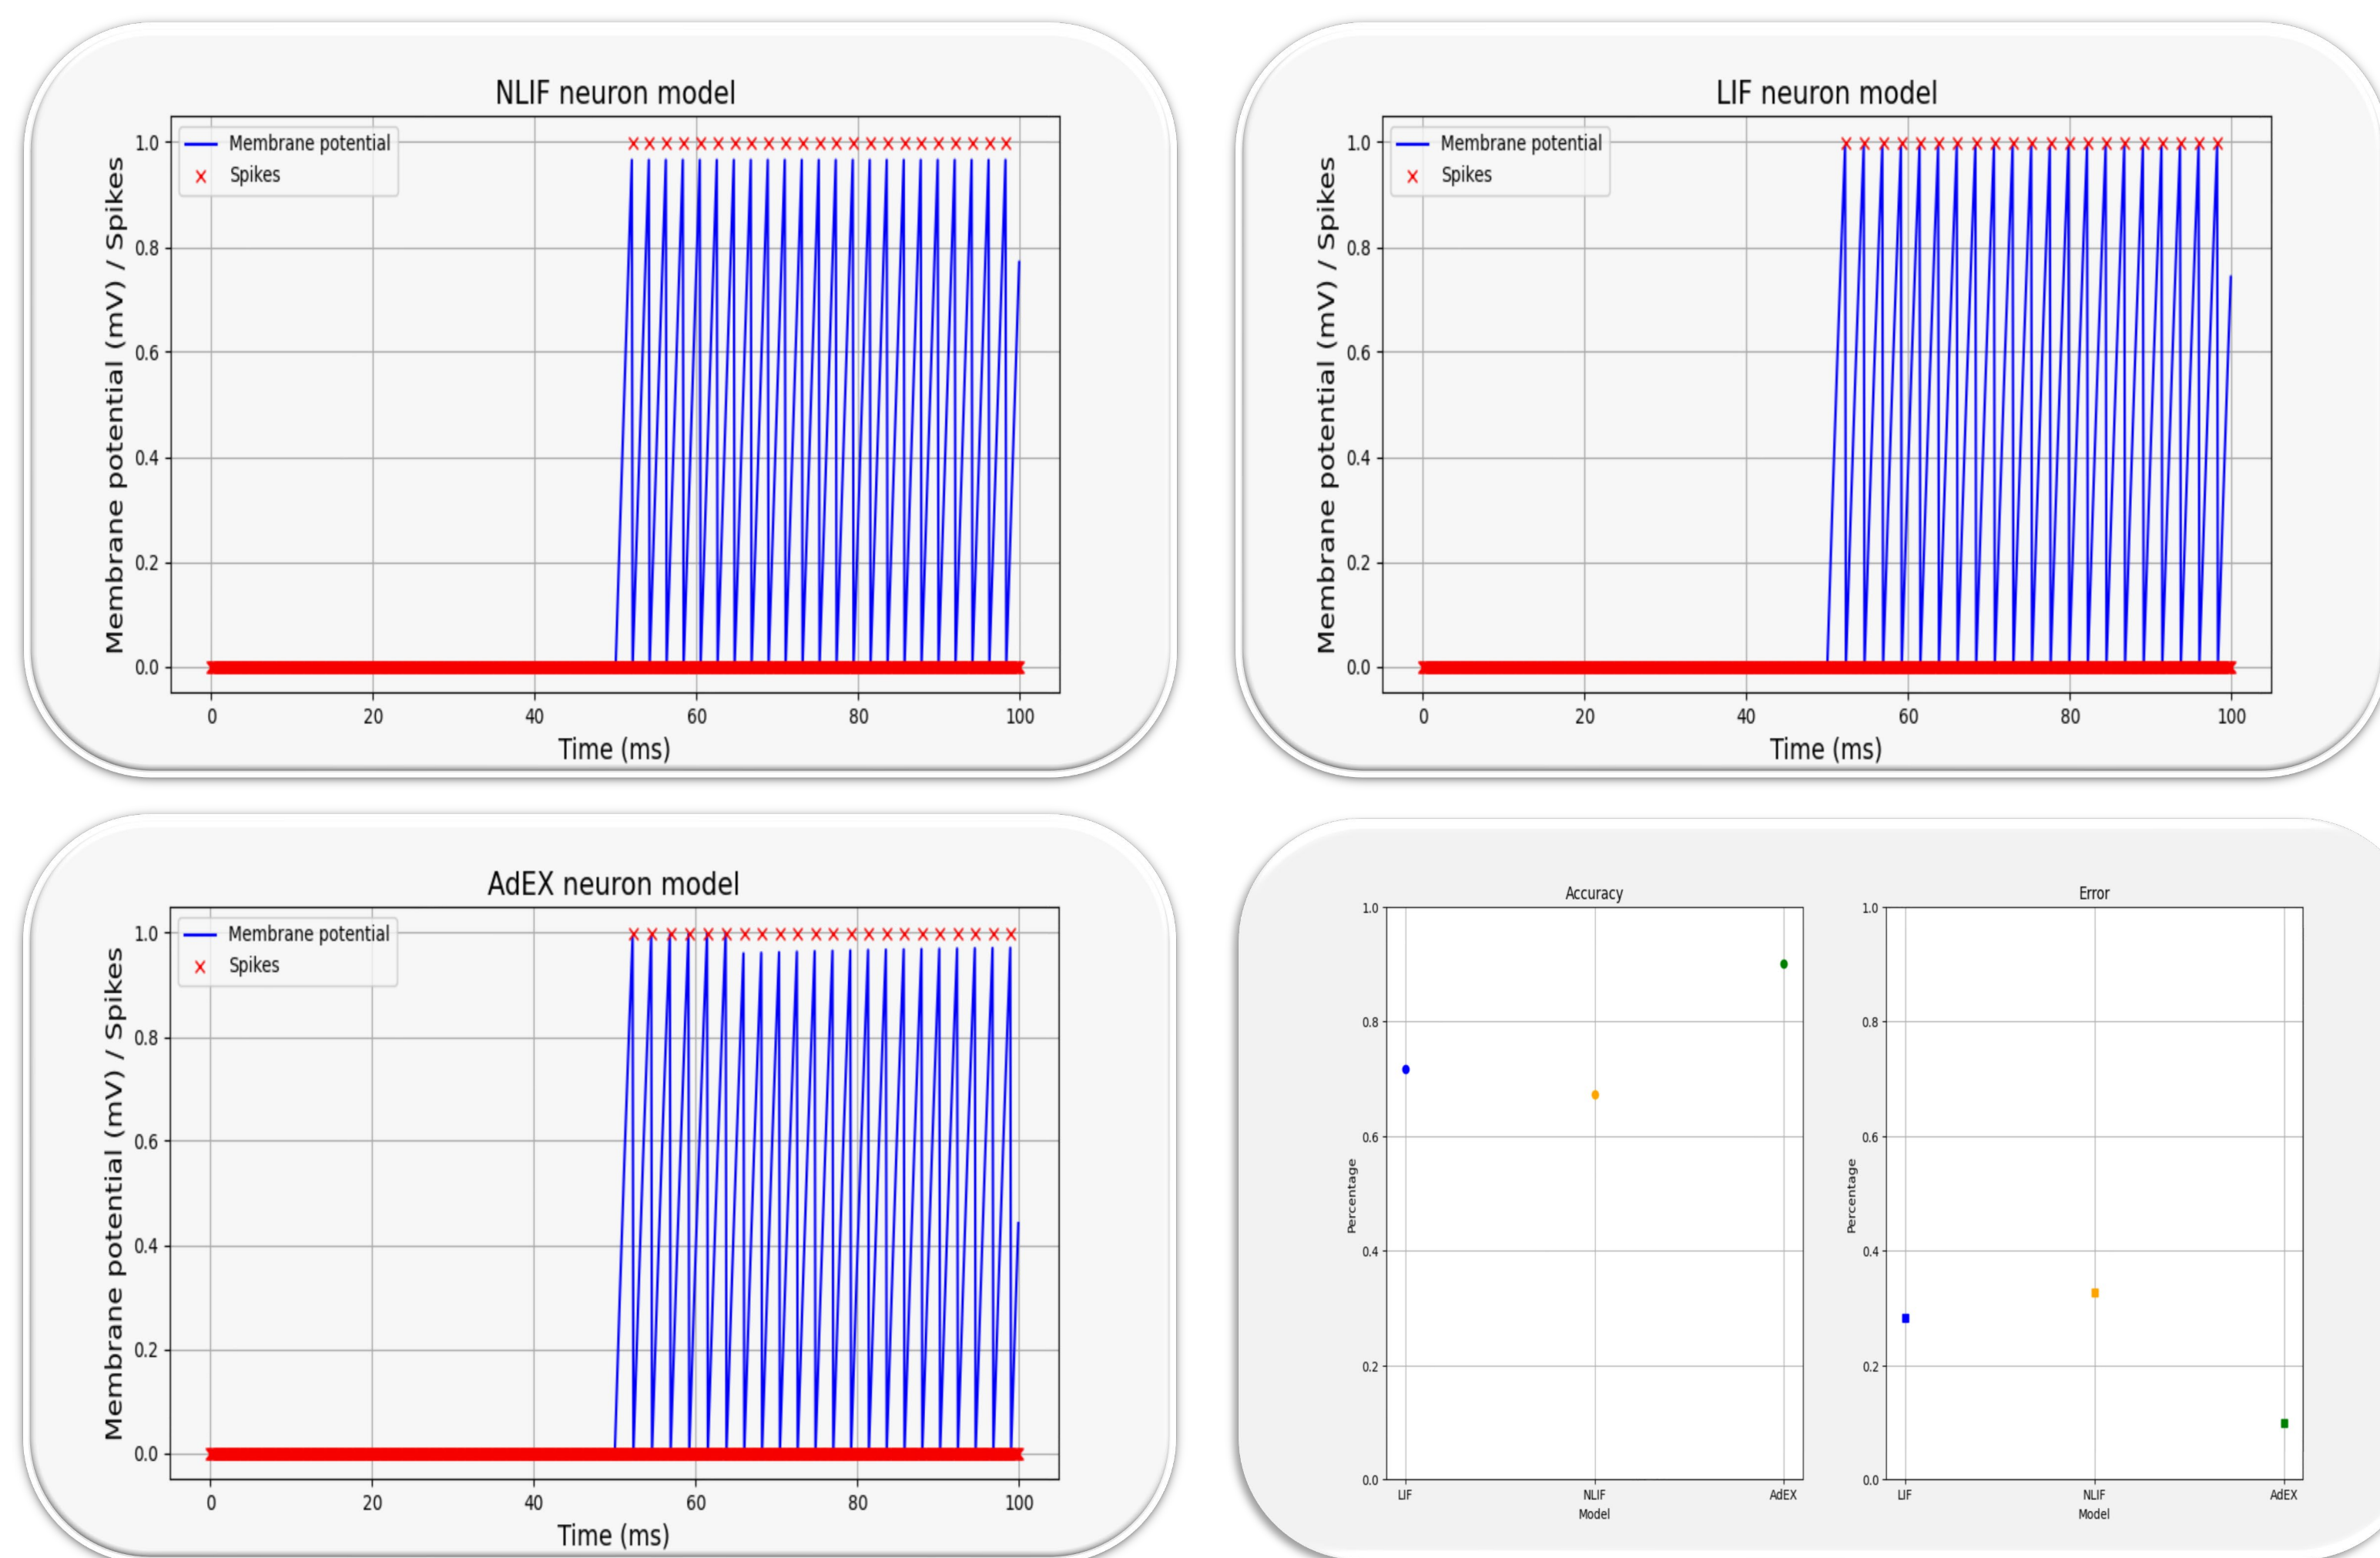 NLIF neuron model
Membrane potential (mV) / Spikes
Membrane potential
Spikes
1.0
0.8
0.6
0.4
0.2
0.0
0 20 40 60 80 100
Time (ms)
LIF neuron model
Membrane potential (mV) / Spikes
Membrane potential
Spikes
1.0
0.8
0.6
0.4
0.2
0.0
0 20 40 60 80 100
Time (ms)
AdEX neuron model
Membrane potential (mV) / Spikes
Membrane potential
Spikes
1.0
0.8
0.6
0.4
0.2
0.0
0 20 40 60 80 100
Time (ms)
Accuracy
Percentage
1.0
0.8
0.6
0.4
0.2
0.0
LIF NLIF AdEX
Model
Error
Percentage
1.0
0.8
0.6
0.4
0.2
0.0
LIF NLIF AdEX
Model